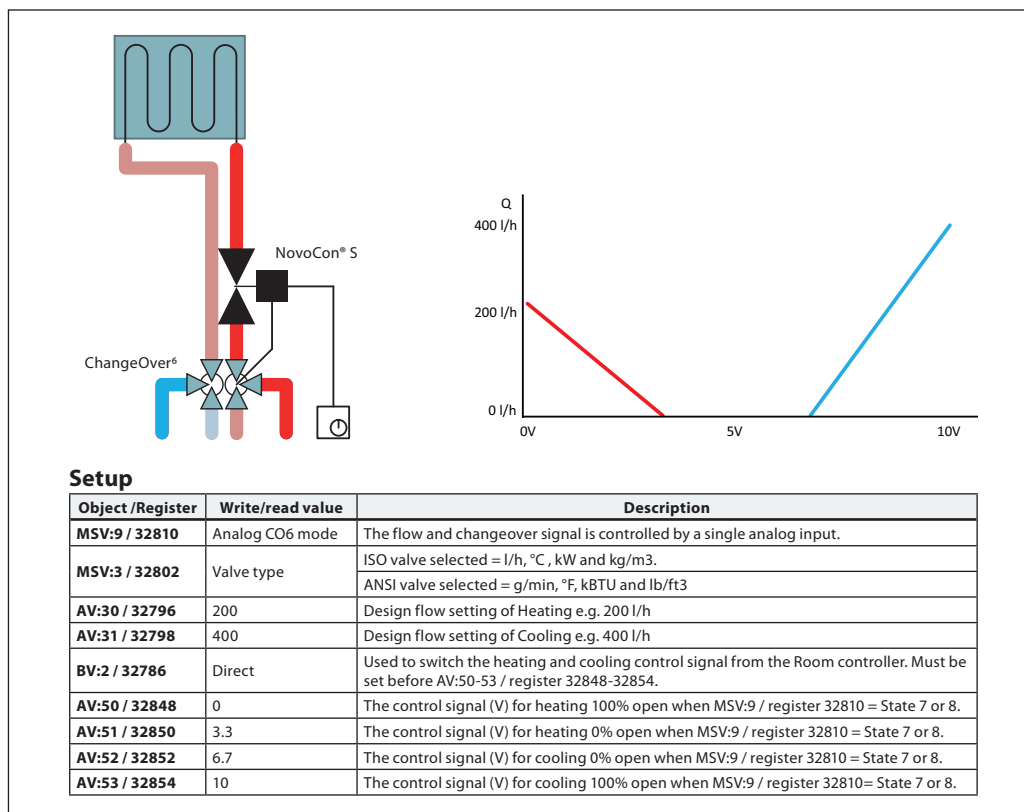 NovoCon® S
ChangeOver⁶
Q
400 l/h
200 l/h
0 l/h
0V
5V
10V
Setup
Object /Register Write/read value Description
MSV:9 / 32810 Analog CO6 mode The flow and changeover signal is controlled by a single analog input.
MSV:3 / 32802 Valve type ISO valve selected = l/h, °C , kW and kg/m3.
ANSI valve selected = g/min, °F, kBTU and lb/ft3
AV:30 / 32796 200 Design flow setting of Heating e.g. 200 l/h
AV:31 / 32798 400 Design flow setting of Cooling e.g. 400 l/h
BV:2 / 32786 Direct Used to switch the heating and cooling control signal from the Room controller. Must be
set before AV:50-53 / register 32848-32854.
AV:50 / 32848 0 The control signal (V) for heating 100% open when MSV:9 / register 32810 = State 7 or 8.
AV:51 / 32850 3.3 The control signal (V) for heating 0% open when MSV:9 / register 32810 = State 7 or 8.
AV:52 / 32852 6.7 The control signal (V) for cooling 0% open when MSV:9 / register 32810 = State 7 or 8.
AV:53 / 32854 10 The control signal (V) for cooling 100% open when MSV:9 / register 32810= State 7 or 8.